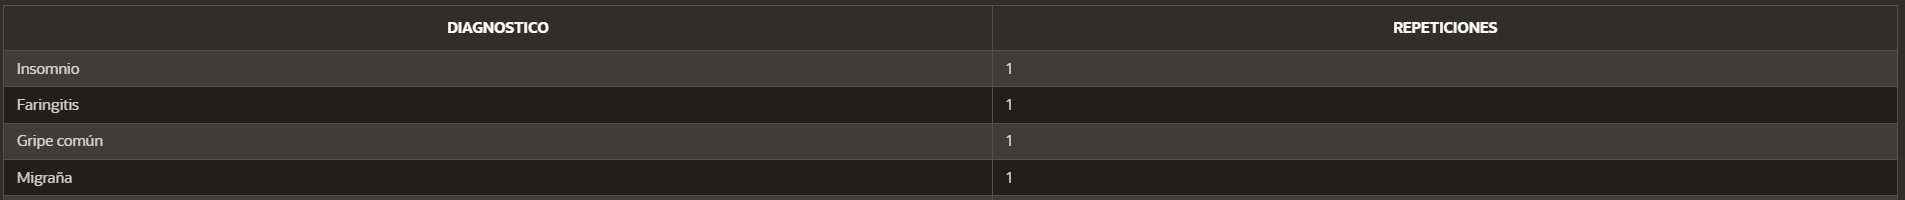 DIAGNOSTICO REPETICIONES
Insomnio 1
Faringitis 1
Gripe común 1
Migraña 1